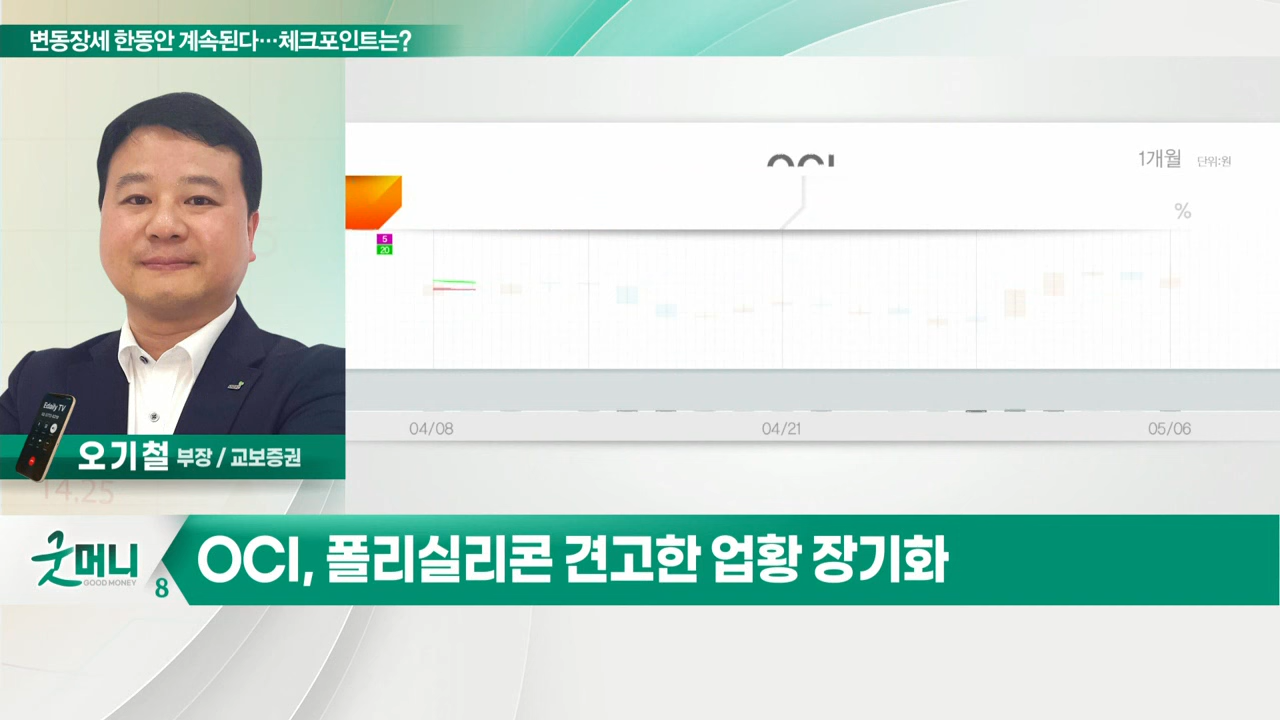 변동장세 한동안 계속된다…체크포인트는?
OCI
1개월 단위:원
%
5
20
04/08 04/21 05/06
Edaily TV
오기철 부장 / 교보증권
14.25
굿머니
GOOD MONEY
8
OCI, 폴리실리콘 견고한 업황 장기화